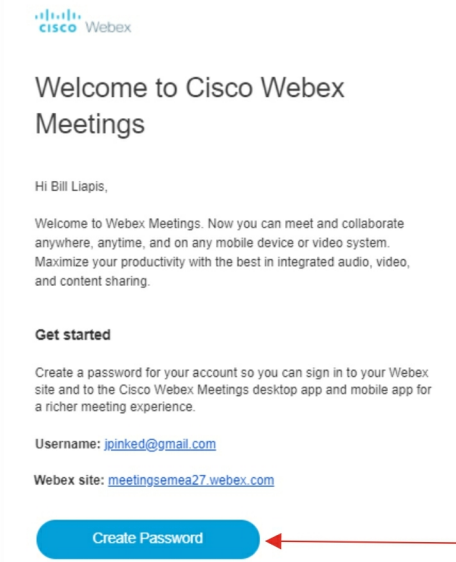 CISCO Webex
Welcome to Cisco Webex
Meetings
Hi Bill Liapis,
Welcome to Webex Meetings. Now you can meet and collaborate
anywhere, anytime, and on any mobile device or video system.
Maximize your productivity with the best in integrated audio, video,
and content sharing.
Get started
Create a password for your account so you can sign in to your Webex
site and to the Cisco Webex Meetings desktop app and mobile app for
a richer meeting experience.
Username: jpinked@gmail.com
Webex site: meetingsemea27.webex.com
Create Password